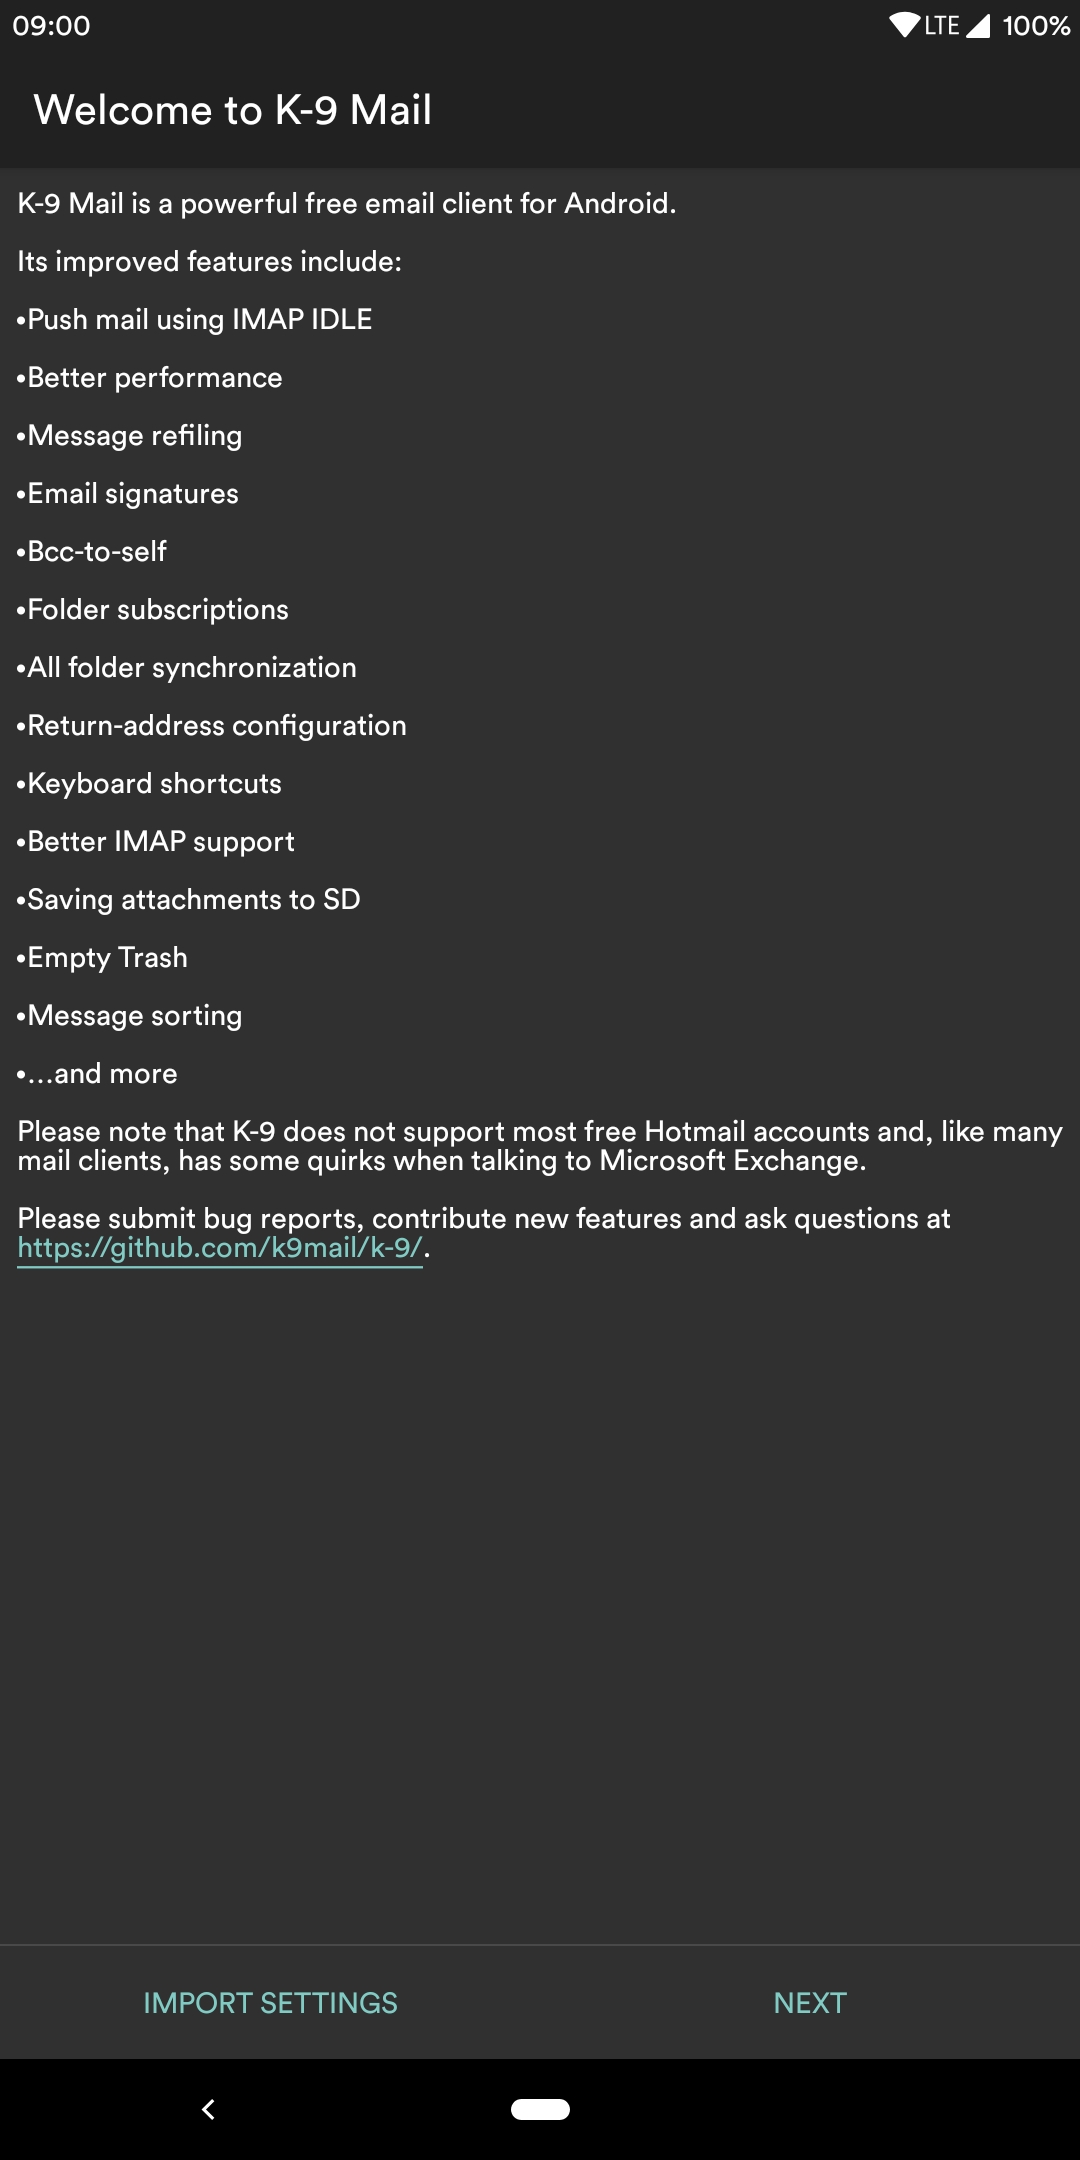 09:00
LTE 100%
Welcome to K-9 Mail
K-9 Mail is a powerful free email client for Android.
Its improved features include:
•Push mail using IMAP IDLE
•Better performance
•Message refiling
•Email signatures
•Bcc-to-self
•Folder subscriptions
•All folder synchronization
•Return-address configuration
•Keyboard shortcuts
•Better IMAP support
•Saving attachments to SD
•Empty Trash
•Message sorting
•…and more
Please note that K-9 does not support most free Hotmail accounts and, like many
mail clients, has some quirks when talking to Microsoft Exchange.
Please submit bug reports, contribute new features and ask questions at
https://github.com/k9mail/k-9/.
IMPORT SETTINGS
NEXT